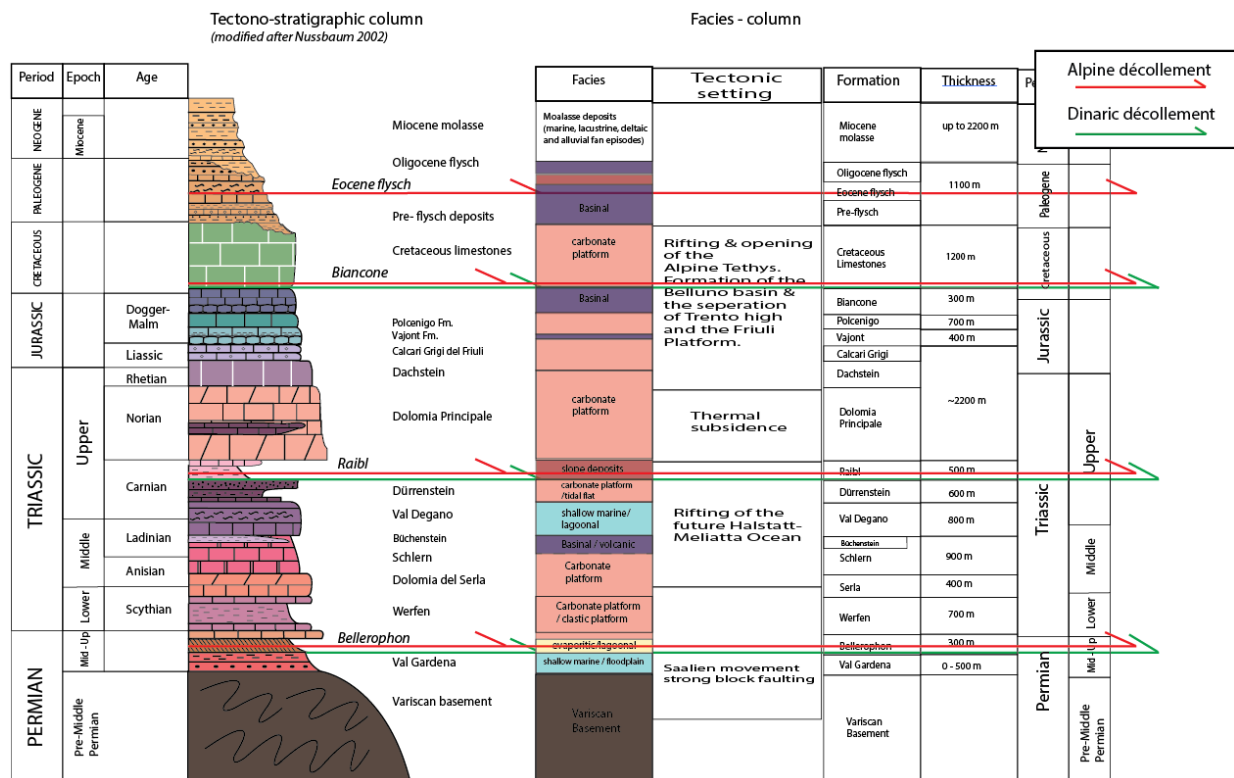 Tectono-stratigraphic column
(modified after Nussbaum 2002)
Facies - column
Period
Epoch
Age
NEOGENE
Miocene
PALEOGENE
CRETACEOUS
JURASSIC
Dogger-
Malm
Liassic
TRIASSIC
Upper
Rhetian
Norian
Carnian
Middle
Ladinian
Anisian
Lower
Scythian
PERMIAN
Mid - Up
Pre-Middle
Permian
Miocene molasse
Oligocene flysch
Eocene flysch
Pre- flysch deposits
Cretaceous limestones
Biancone
Polcenigo Fm.
Vajont Fm.
Calcari Grigi del Friuli
Dachstein
Dolomia Principale
Raibl
Dürrenstein
Val Degano
Büchenstein
Schlern
Dolomia del Serla
Werfen
Bellerophon
Val Gardena
Variscan basement
Facies
Moalasse deposits
(marine, lacustrine, deltaic
and alluvial fan episodes)
Basinal
carbonate
platform
Basinal
carbonate
platform
slope deposits
carbonate platform
/tidal flat
shallow marine/
lagoonal
Basinal / volcanic
Carbonate
platform
Carbonate platform
/ clastic platform
evaporitic/lagoonal
shallow marine / floodplain
Variscan
Basement
Tectonic
setting
Rifting & opening
of the
Alpine Tethys.
Formation of the
Belluno basin &
the seperation
of Trento high
and the Friuli
Platform.
Thermal
subsidence
Rifting of the
future Halstatt-
Meliatta Ocean
Saalien movement
strong block faulting
Formation
Miocene
molasse
Oligocene flysch
Eocene flysch
Pre-flysch
Cretaceous
Limestones
Biancone
Polcenigo
Vajont
Calcari Grigi
Dachstein
Dolomia
Principale
Raibl
Dürrenstein
Val Degano
Büchenstein
Schlern
Serla
Werfen
Bellerophon
Val Gardena
Variscan
Basement
Thickness
up to 2200 m
1100 m
1200 m
300 m
700 m
400 m
~2200 m
500 m
600 m
800 m
900 m
400 m
700 m
300 m
0 - 500 m
Paleogene
Cretaceous
Jurassic
Triassic
Upper
Middle
Lower
Permian
Mid - Up
Pre-Middle
Permian
Alpine décollement
Dinaric décollement